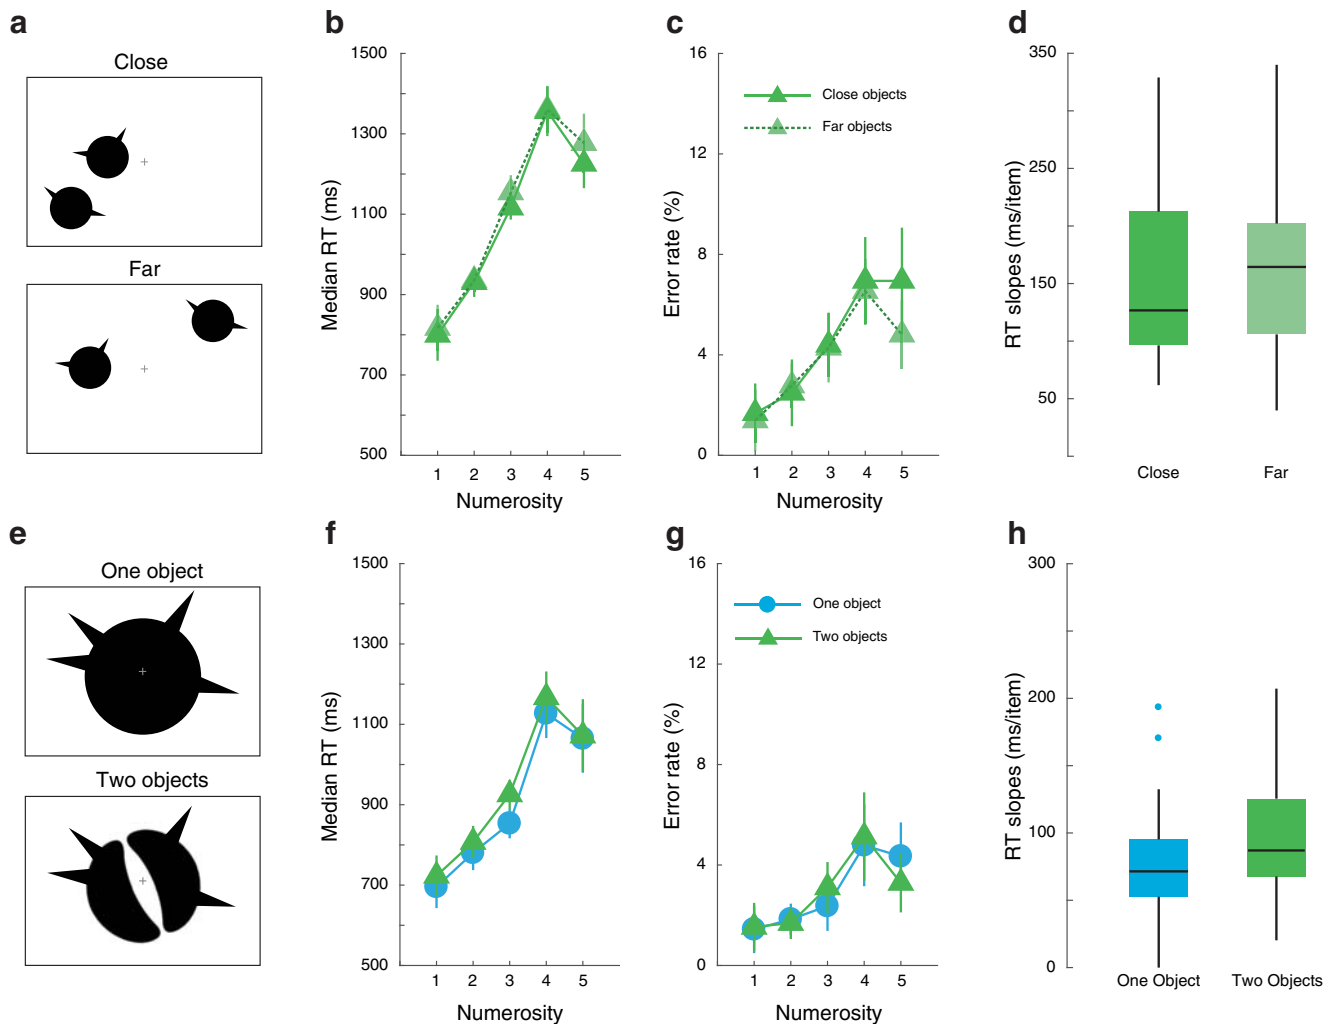 a
Close
Far
b
Median RT (ms)
1500
1300
1100
900
700
500
1
2
3
4
5
Numerosity
c
Error rate (%)
16
12
8
4
0
Close objects
Far objects
1
2
3
4
5
Numerosity
d
RT slopes (ms/item)
350
250
150
50
Close
Far
e
One object
Two objects
f
Median RT (ms)
1500
1300
1100
900
700
500
1
2
3
4
5
Numerosity
g
Error rate (%)
16
12
8
4
0
One object
Two objects
1
2
3
4
5
Numerosity
h
RT slopes (ms/item)
300
200
100
0
One Object
Two Objects